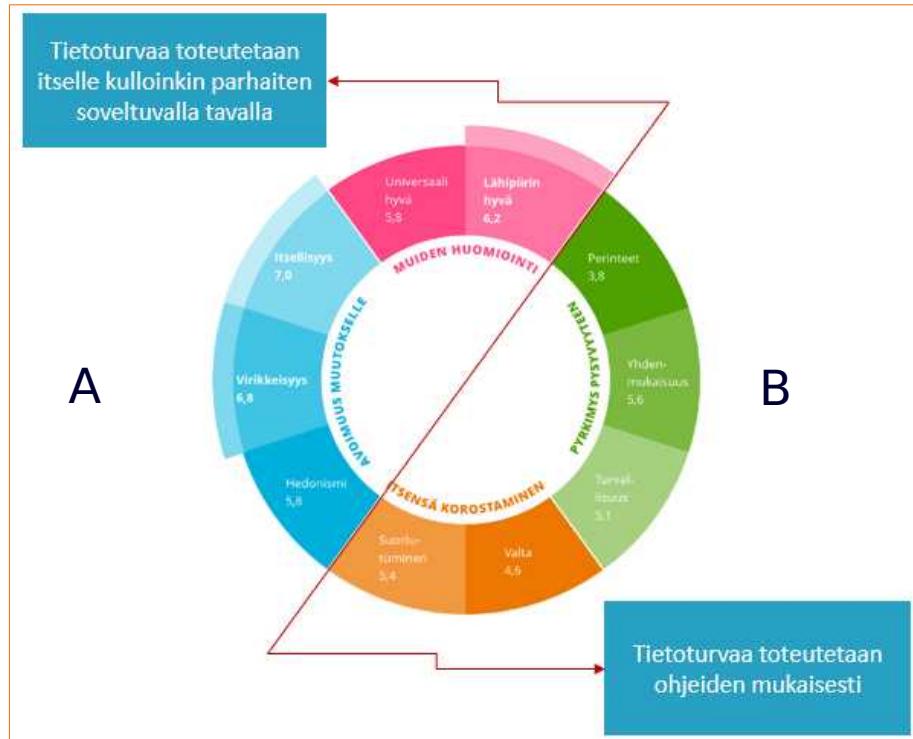 Tietoturvaa toteutetaan
itselle kulloinkin parhaiten
soveltuvalla tavalla
Universaali
hyvä
5,8
Lähipiirin
hyvä
6,2
Itsellisyys
7,0
Perinteet
3,8
MUIDEN HUOMIOINTI
AVOIMUUS MUUTOKSELLE
PYRKIMYS PYSYVYYTEEN
ITSENSÄ KOROSTAMINEN
A
B
Virikkeisyys
6,8
Yhden-
mukaisuus
5,6
Hedonismi
5,8
Turval-
lisuus
5,1
Suoriu-
tuminen
5,4
Valta
4,6
Tietoturvaa toteutetaan
ohjeiden mukaisesti